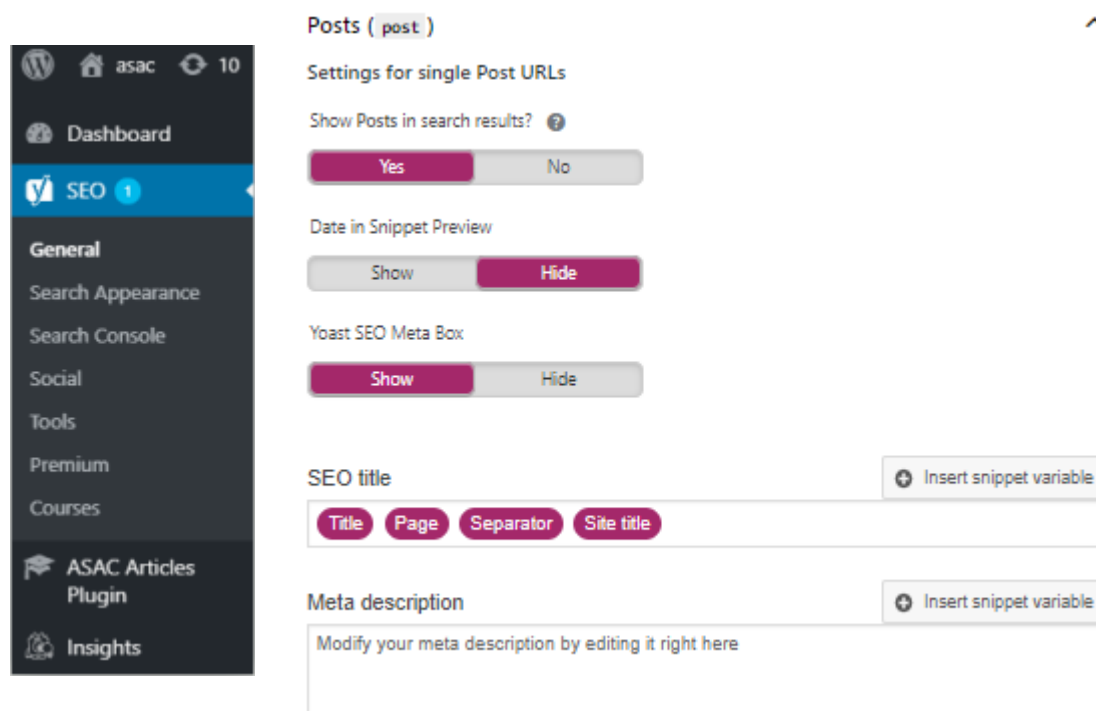 asac 10
Dashboard
SEO 1
General
Search Appearance
Search Console
Social
Tools
Premium
Courses
ASAC Articles
Plugin
Insights
Posts ( post )
Settings for single Post URLs
Show Posts in search results? ?
Yes No
Date in Snippet Preview
Show Hide
Yoast SEO Meta Box
Show Hide
SEO title
Insert snippet variable
Title Page Separator Site title
Meta description
Insert snippet variable
Modify your meta description by editing it right here